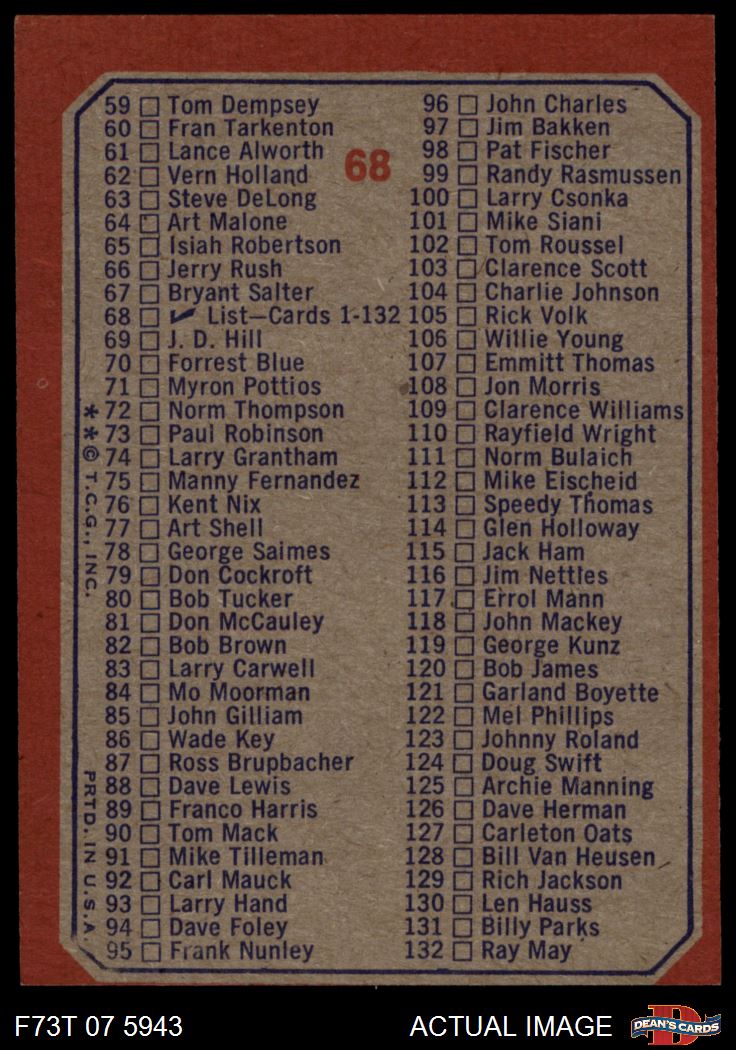 68
59 Tom Dempsey
60 Fran Tarkenton
61 Lance Alworth
62 Vern Holland
63 Steve DeLong
64 Art Malone
65 Isiah Robertson
66 Jerry Rush
67 Bryant Salter
68 ✔ List—Cards 1-132
69 J. D. Hill
70 Forrest Blue
71 Myron Pottios
72 Norm Thompson
73 Paul Robinson
74 Larry Grantham
75 Manny Fernandez
76 Kent Nix
77 Art Shell
78 George Saimes
79 Don Cockroft
80 Bob Tucker
81 Don McCauley
82 Bob Brown
83 Larry Carwell
84 Mo Moorman
85 John Gilliam
86 Wade Key
87 Ross Brupbacher
88 Dave Lewis
89 Franco Harris
90 Tom Mack
91 Mike Tilleman
92 Carl Mauck
93 Larry Hand
94 Dave Foley
95 Frank Nunley
96 John Charles
97 Jim Bakken
98 Pat Fischer
99 Randy Rasmussen
100 Larry Csonka
101 Mike Siani
102 Tom Roussel
103 Clarence Scott
104 Charlie Johnson
105 Rick Volk
106 Willie Young
107 Emmitt Thomas
108 Jon Morris
109 Clarence Williams
110 Rayfield Wright
111 Norm Bulaich
112 Mike Eischeid
113 Speedy Thomas
114 Glen Holloway
115 Jack Ham
116 Jim Nettles
117 Errol Mann
118 John Mackey
119 George Kunz
120 Bob James
121 Garland Boyette
122 Mel Phillips
123 Johnny Roland
124 Doug Swift
125 Archie Manning
126 Dave Herman
127 Carleton Oats
128 Bill Van Heusen
129 Rich Jackson
130 Len Hauss
131 Billy Parks
132 Ray May
**© T.C.G., INC. PRTD. IN U.S.A.
F73T 07 5943
ACTUAL IMAGE
DEAN'S CARDS